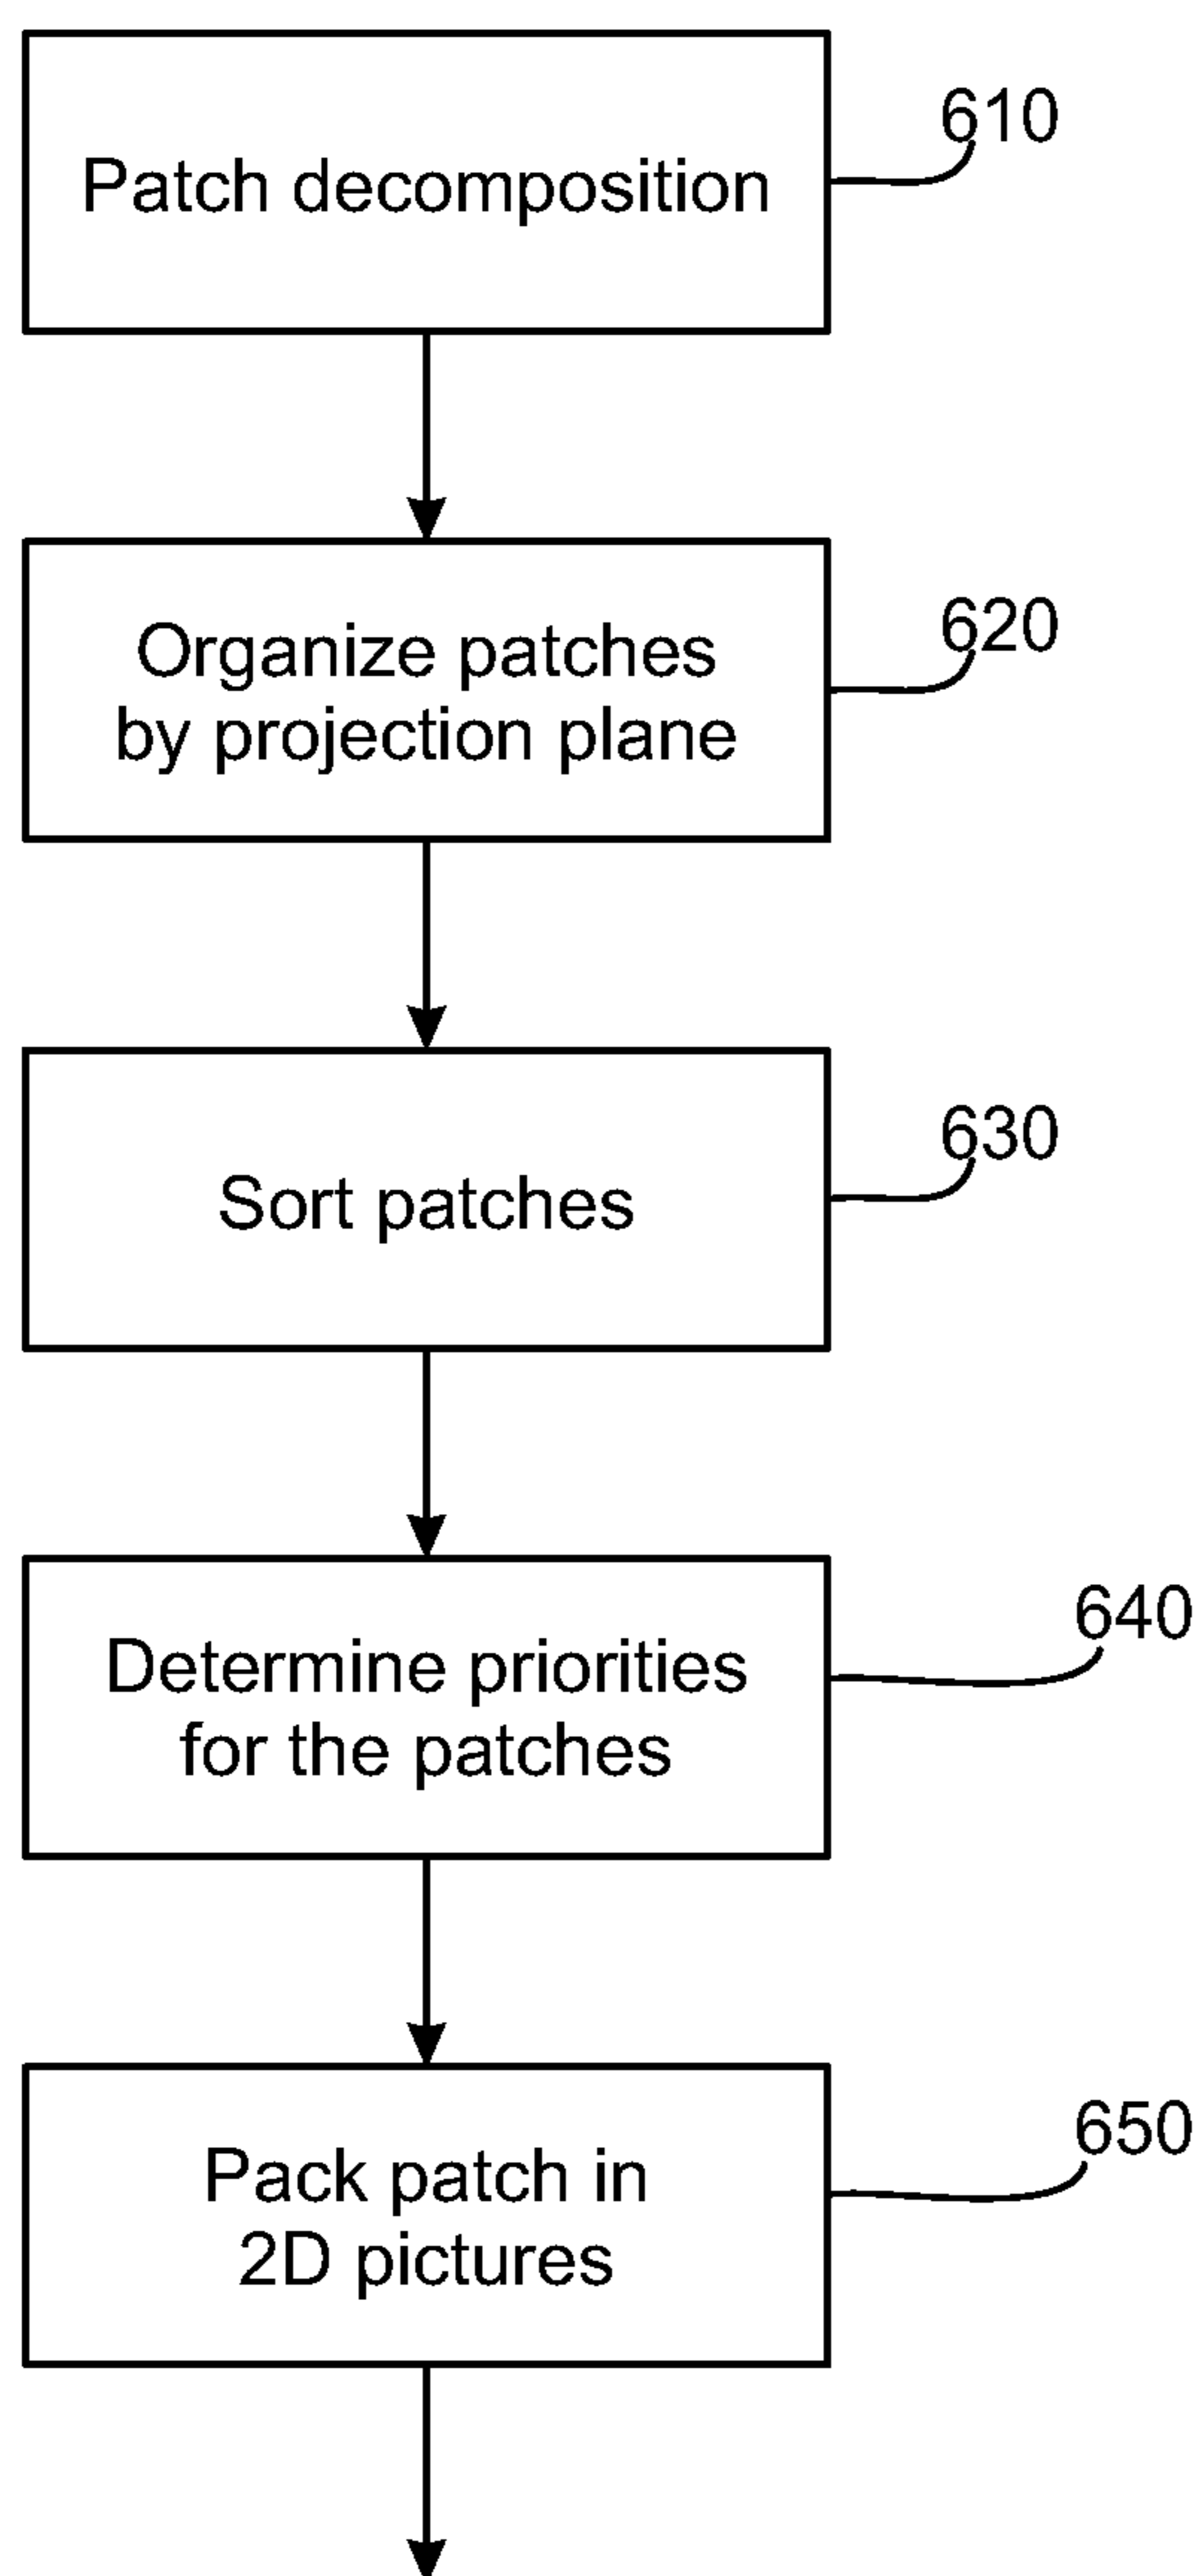 610
Patch decomposition
620
Organize patches
by projection plane
630
Sort patches
640
Determine priorities
for the patches
650
Pack patch in
2D pictures